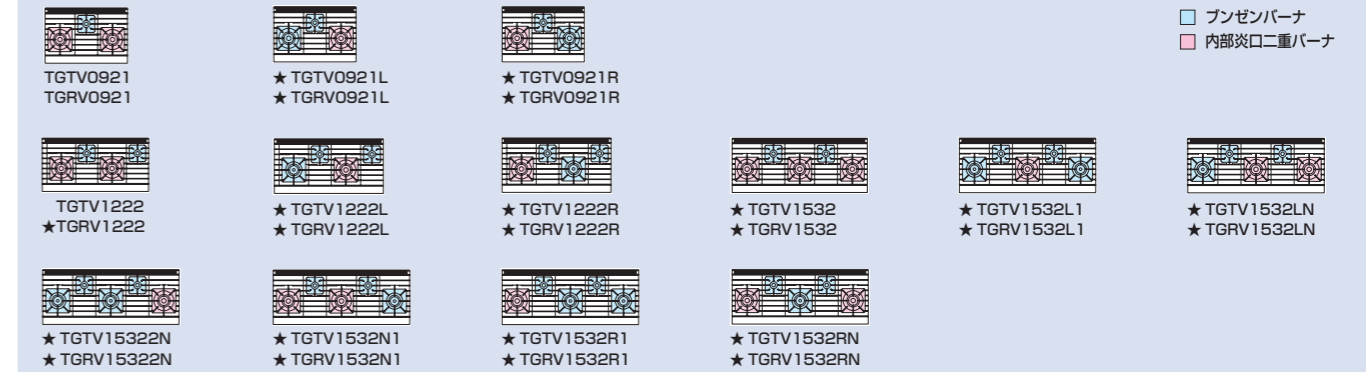 ブンゼンバーナ
内部炎口二重バーナ
TGTV0921
TGRV0921
★ TGTV0921L
★ TGRV0921L
★ TGTV0921R
★ TGRV0921R
TGTV1222
★TGRV1222
★ TGTV1222L
★ TGRV1222L
★ TGTV1222R
★ TGRV1222R
★ TGTV1532
★ TGRV1532
★ TGTV1532L1
★ TGRV1532L1
★ TGTV1532LN
★ TGRV1532LN
★ TGTV15322N
★ TGRV15322N
★ TGTV1532N1
★ TGRV1532N1
★ TGTV1532R1
★ TGRV1532R1
★ TGTV1532RN
★ TGRV1532RN